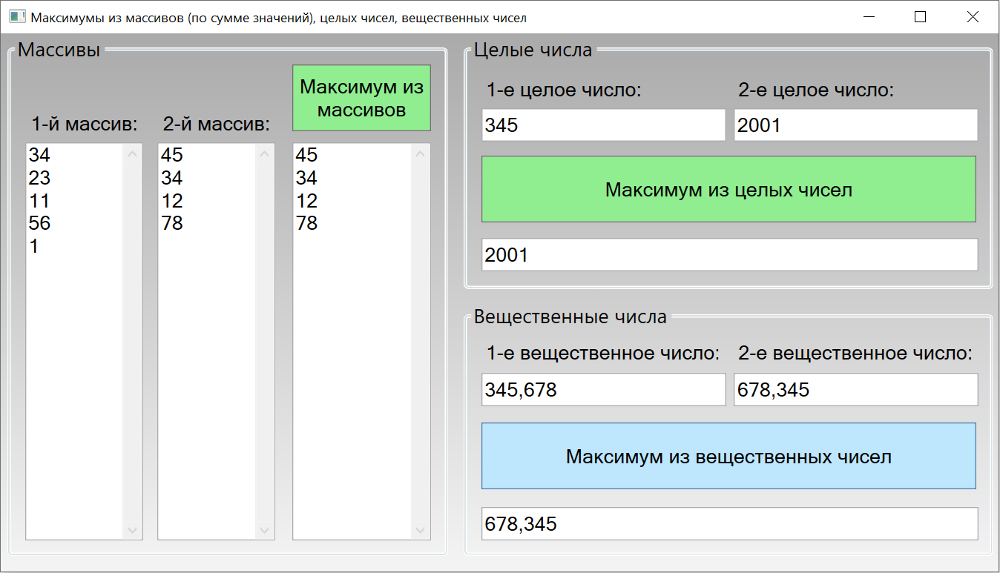 Максимумы из массивов (по сумме значений), целых чисел, вещественных чисел
Массивы
Максимум из
массивов
1-й массив:
2-й массив:
34
23
11
56
1
45
34
12
78
45
34
12
78
Целые числа
1-е целое число:
2-е целое число:
345
2001
Максимум из целых чисел
2001
Вещественные числа
1-е вещественное число:
2-е вещественное число:
345,678
678,345
Максимум из вещественных чисел
678,345